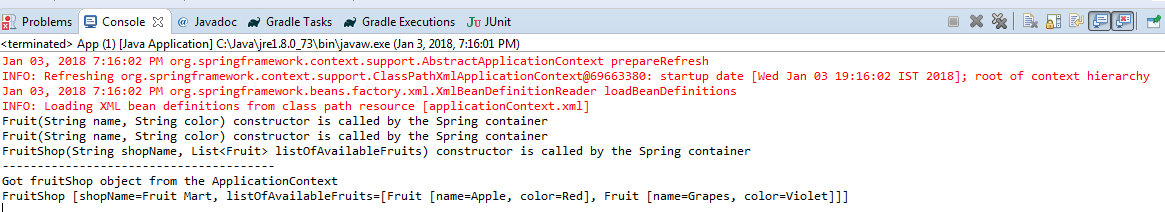 Problems Console Javadoc Gradle Tasks Gradle Executions JUnit
<terminated> App (1) [Java Application] C:\Java\jre1.8.0_73\bin\javaw.exe (Jan 3, 2018, 7:16:01 PM)
Jan 03, 2018 7:16:02 PM org.springframework.context.support.AbstractApplicationContext prepareRefresh
INFO: Refreshing org.springframework.context.support.ClassPathXmlApplicationContext@69663380: startup date [Wed Jan 03 19:16:02 IST 2018]; root of context hierarchy
Jan 03, 2018 7:16:02 PM org.springframework.beans.factory.xml.XmlBeanDefinitionReader loadBeanDefinitions
INFO: Loading XML bean definitions from class path resource [applicationContext.xml]
Fruit(String name, String color) constructor is called by the Spring container
Fruit(String name, String color) constructor is called by the Spring container
FruitShop(String shopName, List<Fruit> listOfAvailableFruits) constructor is called by the Spring container
---------------------------------------
Got fruitShop object from the ApplicationContext
FruitShop [shopName=Fruit Mart, listOfAvailableFruits=[Fruit [name=Apple, color=Red], Fruit [name=Grapes, color=Violet]]]